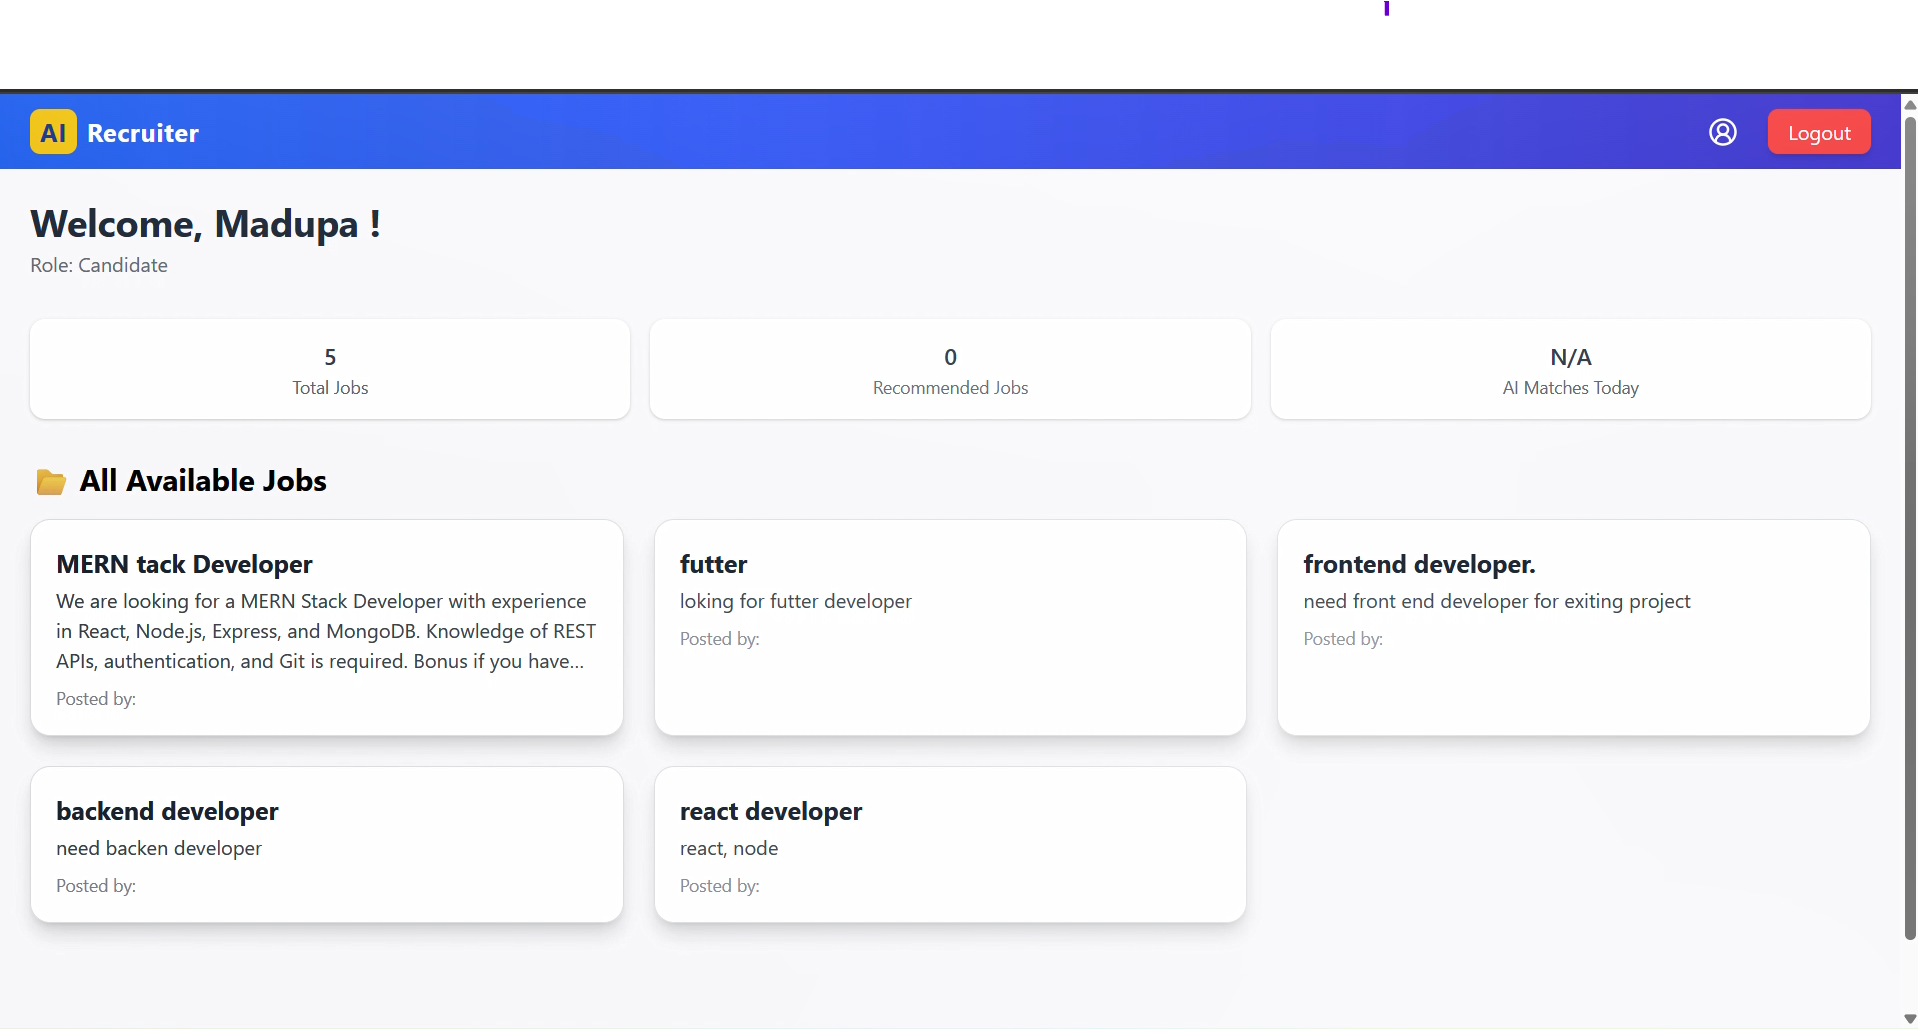 AI Recruiter
Logout
Welcome, Madupa !
Role: Candidate
5
Total Jobs
0
Recommended Jobs
N/A
AI Matches Today
All Available Jobs
MERN tack Developer
We are looking for a MERN Stack Developer with experience
in React, Node.js, Express, and MongoDB. Knowledge of REST
APIs, authentication, and Git is required. Bonus if you have...
Posted by:
futter
loking for futter developer
Posted by:
frontend developer.
need front end developer for exiting project
Posted by:
backend developer
need backen developer
Posted by:
react developer
react, node
Posted by: